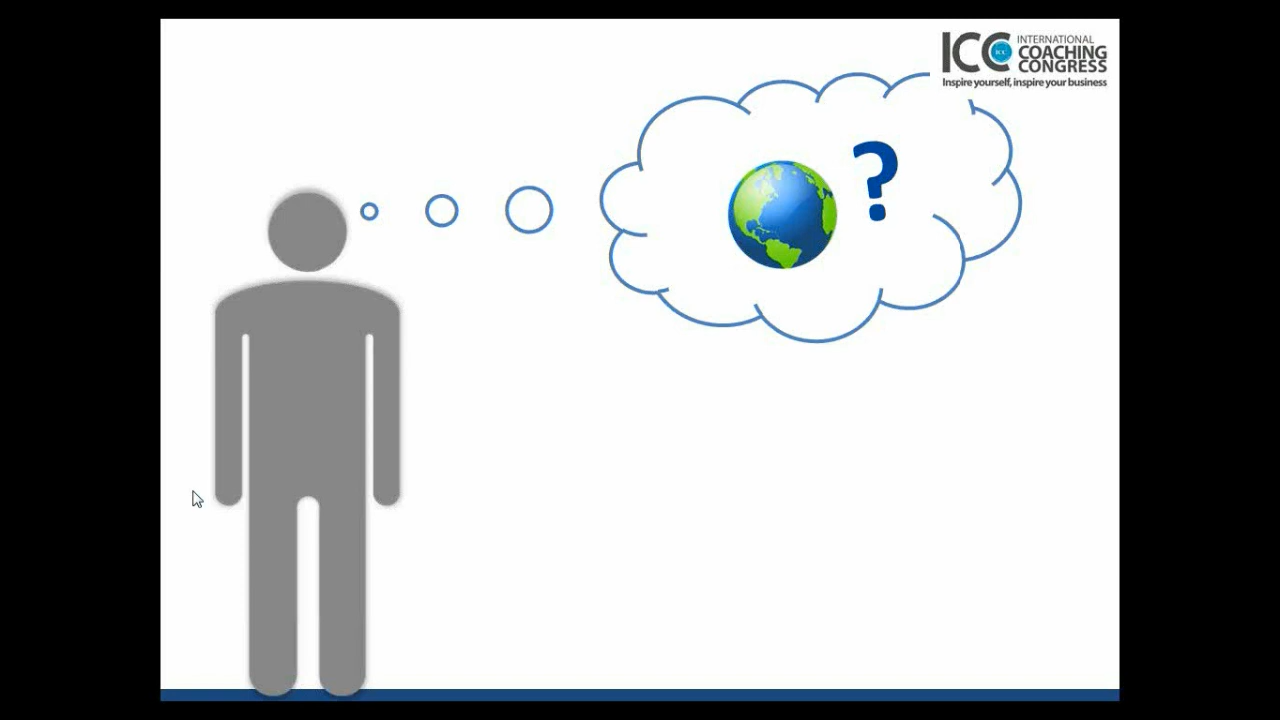 ICC INTERNATIONAL
COACHING
CONGRESS
Inspire yourself, inspire your business
?